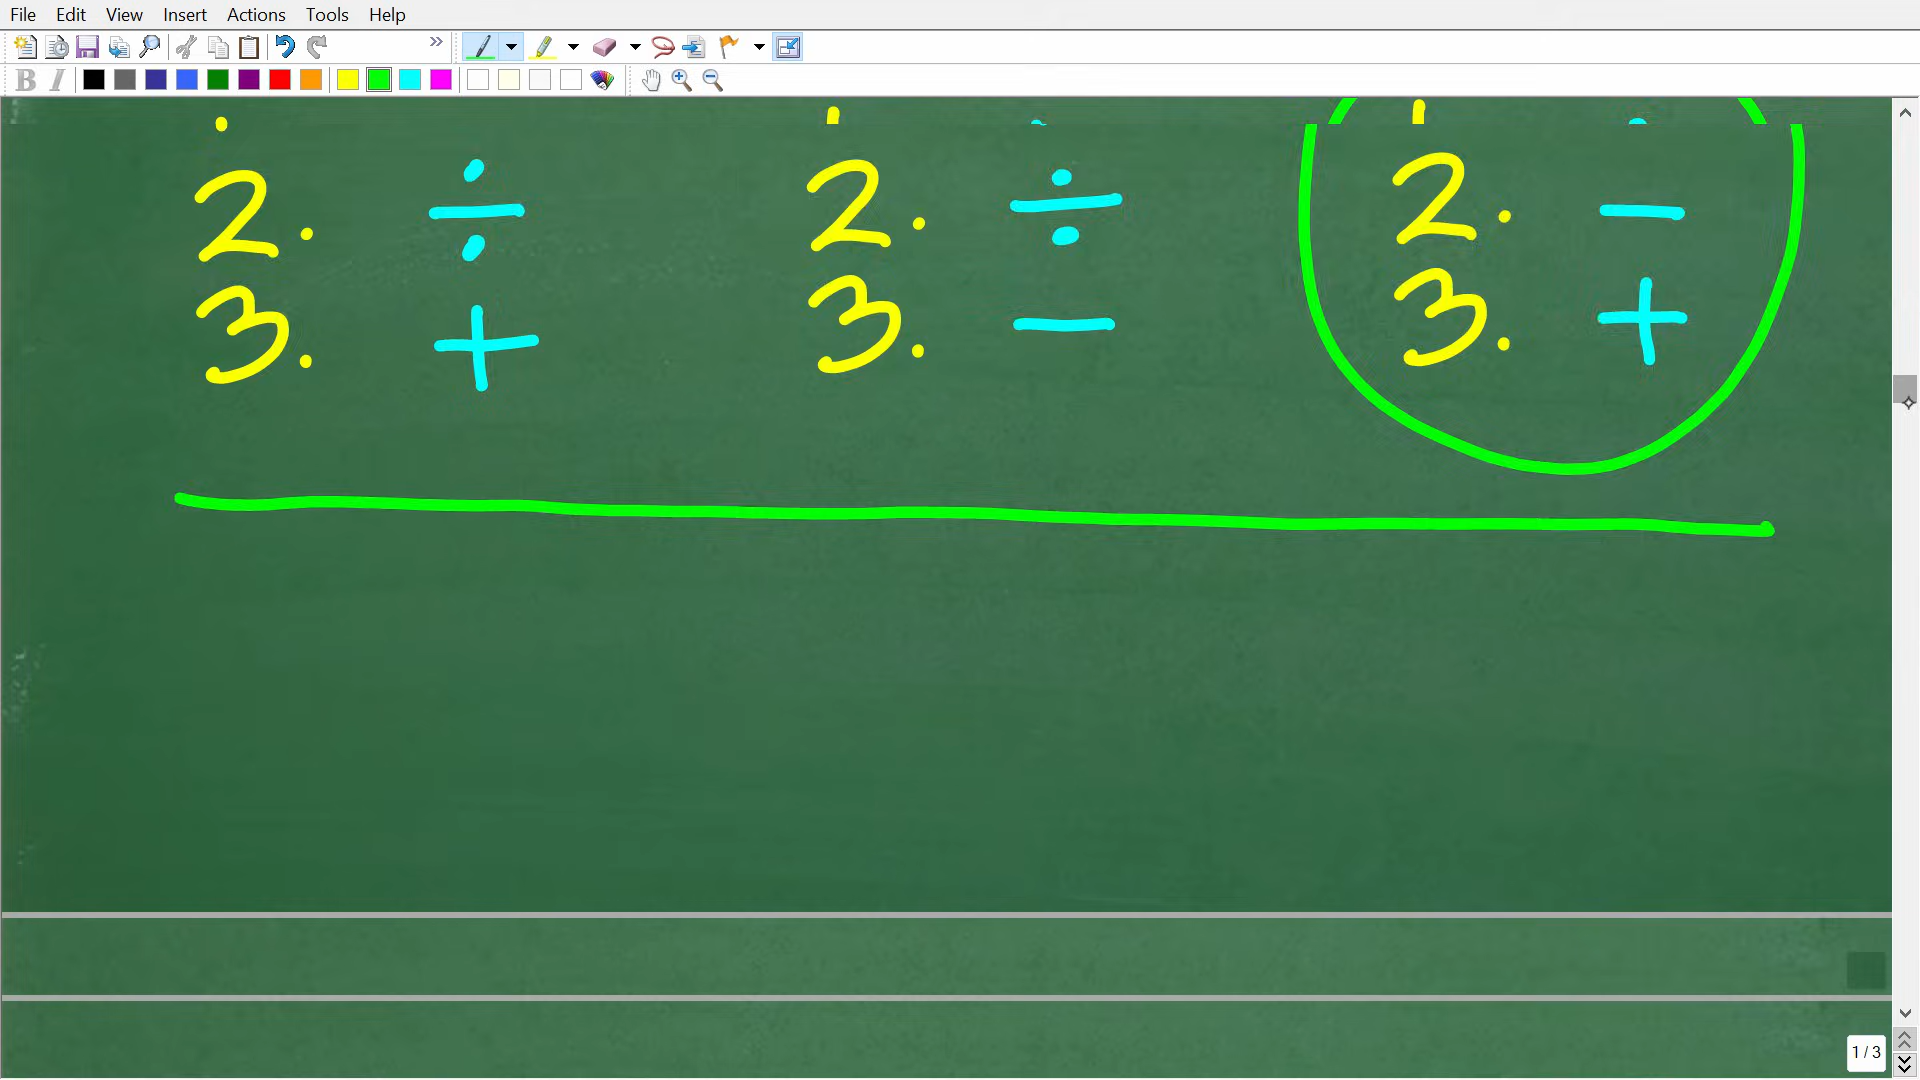 File Edit View Insert Actions Tools Help
B I
2. ÷ 2. ÷ 2. −
3. + 3. − 3. +
1 / 3